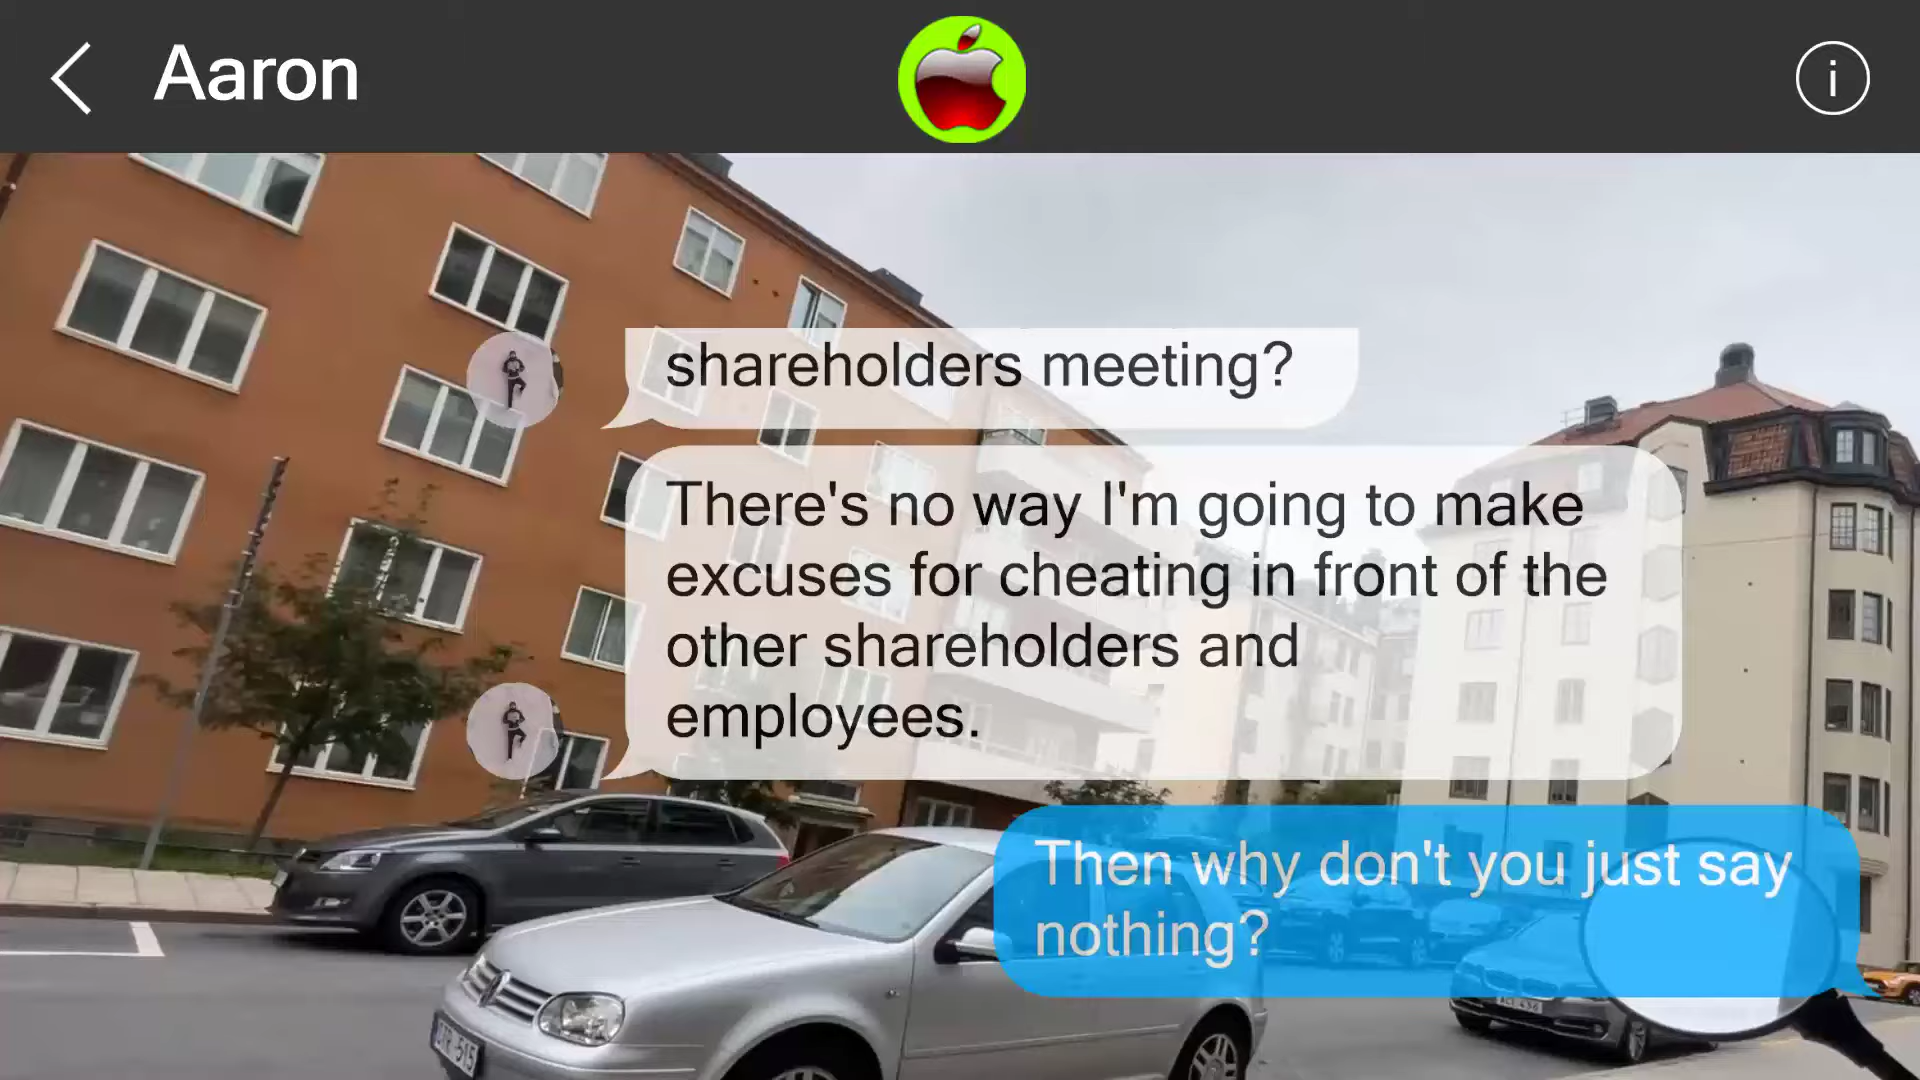 Aaron
i
shareholders meeting?
There's no way I'm going to make
excuses for cheating in front of the
other shareholders and
employees.
Then why don't you just say
nothing?